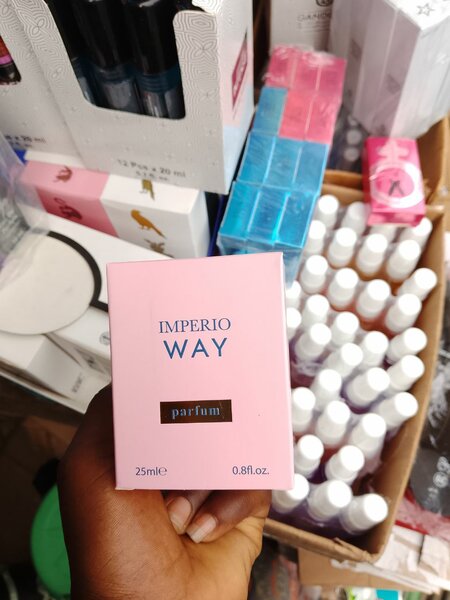 12 Pcs x 20 ml
IMPERIO
WAY
parfum
25ml℮
0.8fl.oz.